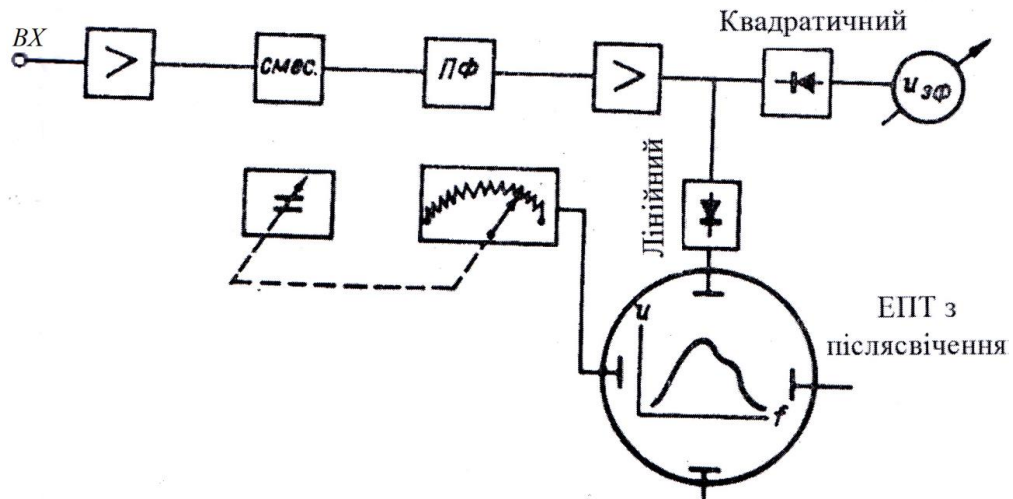 Квадратичний
ВХ
смес.
ПФ
u зф
Лінійний
u
f
ЕПТ з
післясвічення